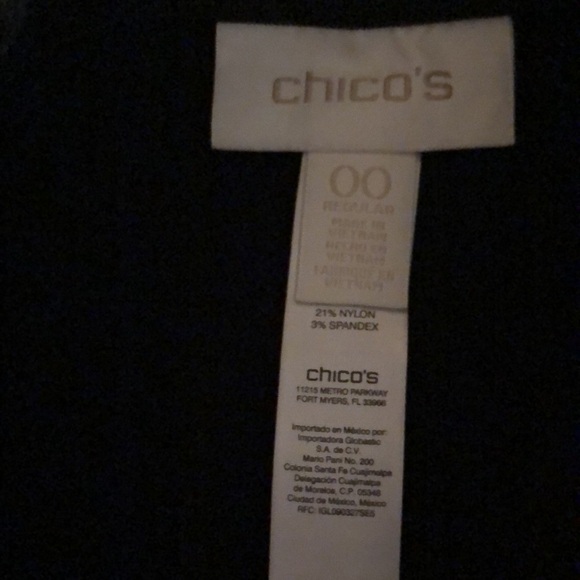 chico's
00
REGULAR
MADE IN
VIETNAM
HECHO EN
VIETNAM
FABRIQUÉ AU
VIETNAM
21% NYLON
3% SPANDEX
chico's
11215 METRO PARKWAY
FORT MYERS, FL 33966
Importado en México por:
Importadora Globastic
S.A. de C.V.
Mario Pani No. 200
Colonia Santa Fe Cuajimalpa
Delegación Cuajimalpa
de Morelos, C.P. 05348
Ciudad de México, México
RFC: IGL090327SE5